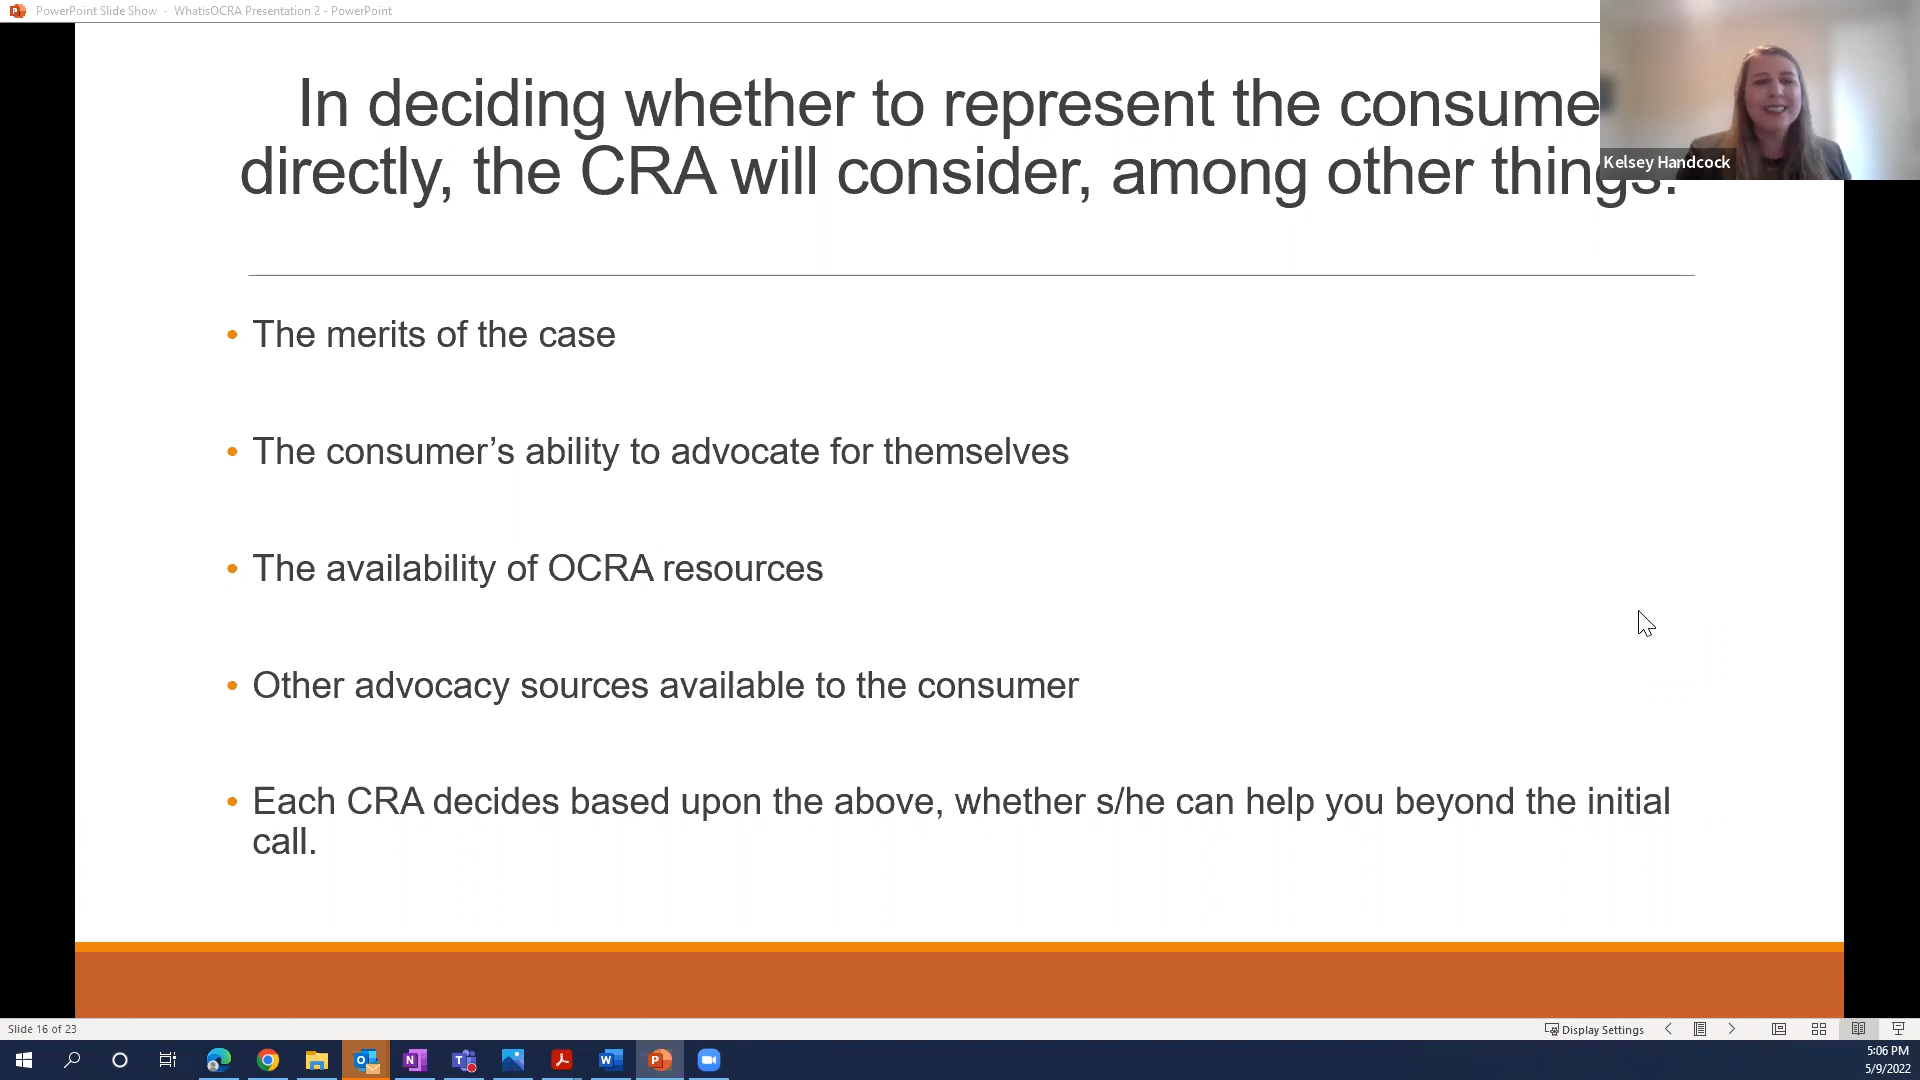 PowerPoint Slide Show - WhatisOCRA Presentation 2 - PowerPoint
In deciding whether to represent the consume
directly, the CRA will consider, among other things:
Kelsey Handcock
• The merits of the case
• The consumer’s ability to advocate for themselves
• The availability of OCRA resources
• Other advocacy sources available to the consumer
• Each CRA decides based upon the above, whether s/he can help you beyond the initial
call.
Slide 16 of 23
Display Settings
5:06 PM
5/9/2022